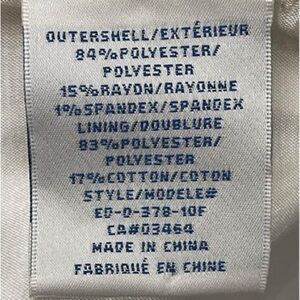 OUTERSHELL/EXTÉRIEUR
84%POLYESTER/
POLYESTER
15%RAYON/RAYONNE
1%SPANDEX/SPANDEX
LINING/DOUBLURE
83%POLYESTER/
POLYESTER
17%COTTON/COTON
STYLE/MODELE#
ED-D-378-10F
CA#03464
MADE IN CHINA
FABRIQUÉ EN CHINE